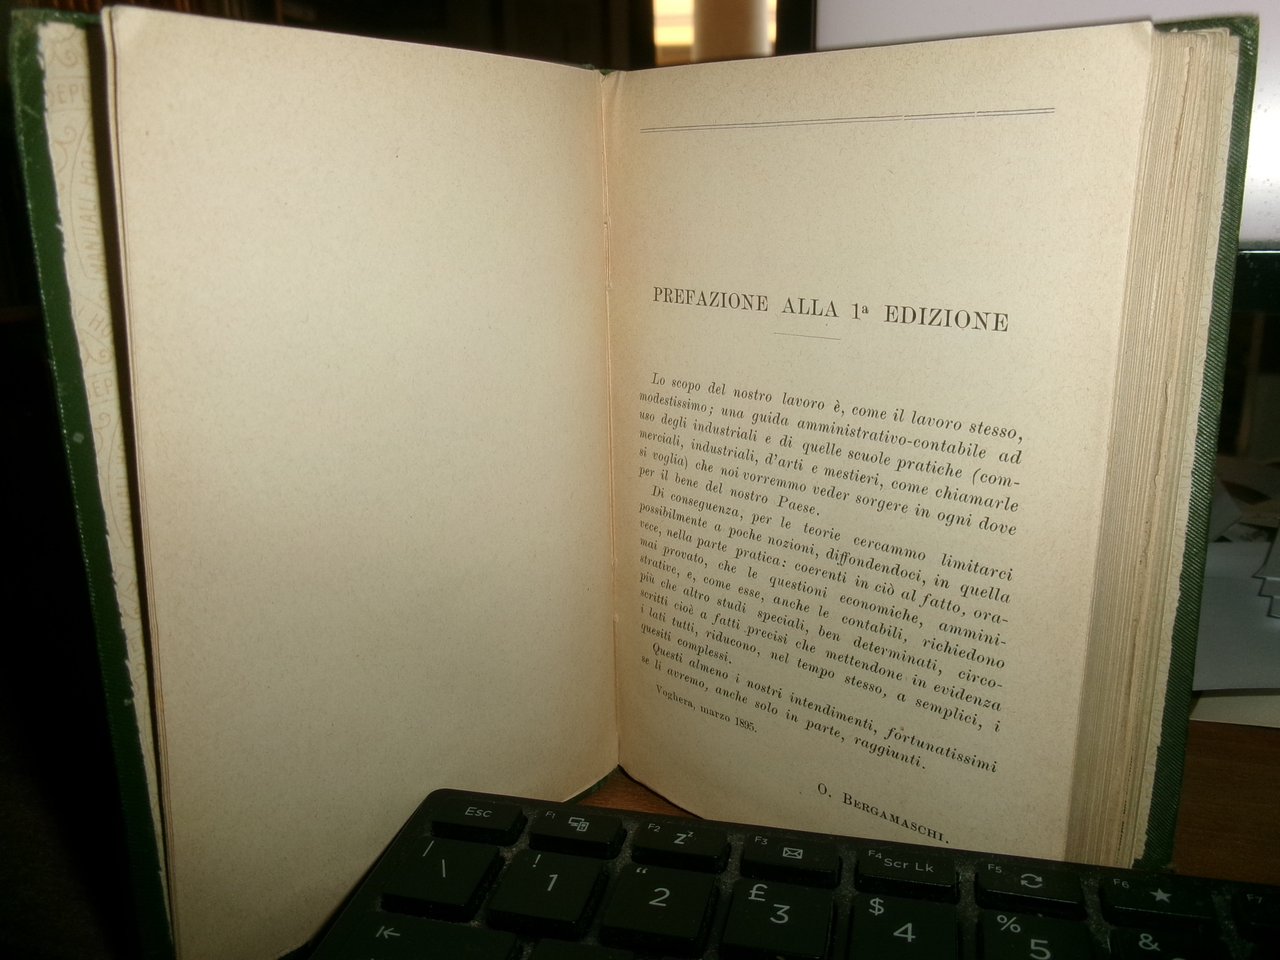 PREFAZIONE ALLA 1ª EDIZIONE
Lo scopo del nostro lavoro è, come il lavoro stesso,
modestissimo; una guida amministrativo-contabile ad
uso degli industriali e di quelle scuole pratiche (com-
merciali, industriali, d'arti e mestieri, come chiamarle
si voglia) che noi vorremmo veder sorgere in ogni dove
per il bene del nostro Paese.
Di conseguenza, per le teorie cercammo limitarci
possibilmente a poche nozioni, diffondendoci, in quella
vece, nella parte pratica: coerenti in ciò al fatto, ora-
mai provato, che le questioni economiche, ammini-
strative, e, come esse, anche le contabili, richiedono
più che altro studi speciali, ben determinati, circo-
scritti cioè a fatti precisi che mettendone in evidenza
i lati tutti, riducono, nel tempo stesso, a semplici, i
quesiti complessi.
Questi almeno i nostri intendimenti, fortunatissimi
se li avremo, anche solo in parte, raggiunti.
Voghera, marzo 1895.
O. BERGAMASCHI.
Esc F1 F2 zzz F3 F4 Scr Lk F5 F6 F7
| \ ! 1 " 2 £ 3 $ 4 % 5 &